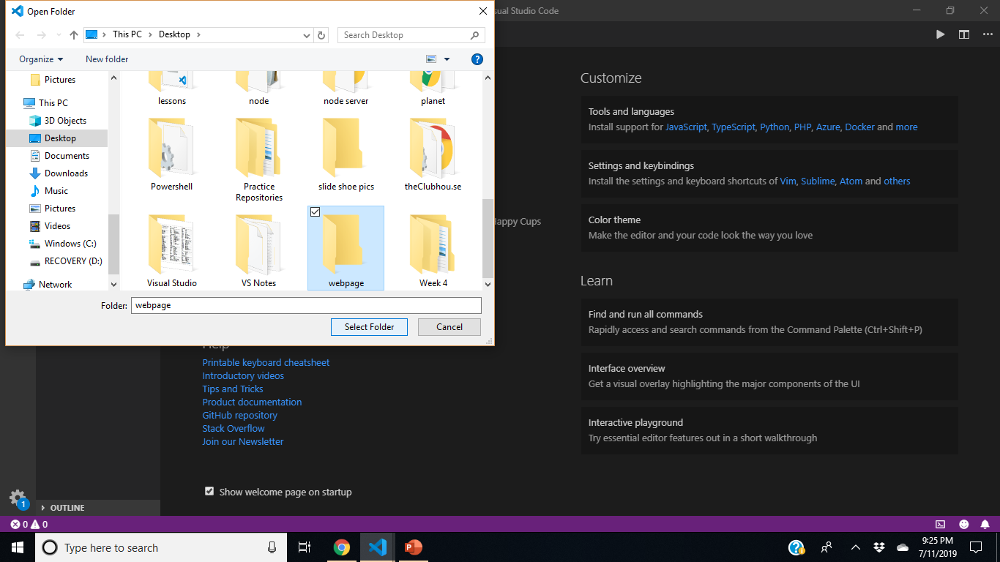 Open Folder
sual Studio Code
This PC
Desktop
Search Desktop
Organize
New folder
Pictures
This PC
3D Objects
Desktop
Documents
Downloads
Music
Pictures
Videos
Windows (C:)
RECOVERY (D:)
Network
lessons
node
node server
planet
Powershell
Practice
Repositories
slide shoe pics
theClubhou.se
Visual Studio
VS Notes
webpage
Week 4
Folder: webpage
Select Folder
Cancel
Happy Cups
Help
Printable keyboard cheatsheet
Introductory videos
Tips and Tricks
Product documentation
GitHub repository
Stack Overflow
Join our Newsletter
Show welcome page on startup
Customize
Tools and languages
Install support for JavaScript, TypeScript, Python, PHP, Azure, Docker and more
Settings and keybindings
Install the settings and keyboard shortcuts of Vim, Sublime, Atom and others
Color theme
Make the editor and your code look the way you love
Learn
Find and run all commands
Rapidly access and search commands from the Command Palette (Ctrl+Shift+P)
Interface overview
Get a visual overlay highlighting the major components of the UI
Interactive playground
Try essential editor features out in a short walkthrough
1
OUTLINE
0 0
Type here to search
9:25 PM
7/11/2019